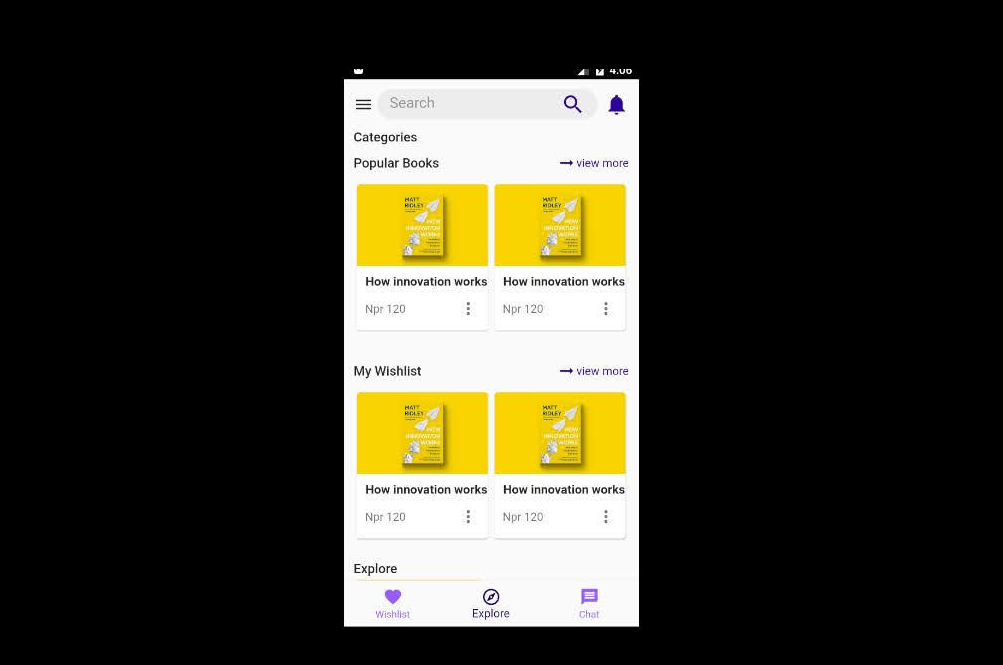 4:06
Search
Categories
Popular Books
view more
MATT
RIDLEY
HOW
INNOVATION
WORKS
MATT
RIDLEY
HOW
INNOVATION
WORKS
How innovation works
How innovation works
Npr 120
Npr 120
My Wishlist
view more
MATT
RIDLEY
HOW
INNOVATION
WORKS
MATT
RIDLEY
HOW
INNOVATION
WORKS
How innovation works
How innovation works
Npr 120
Npr 120
Explore
Wishlist
Explore
Chat